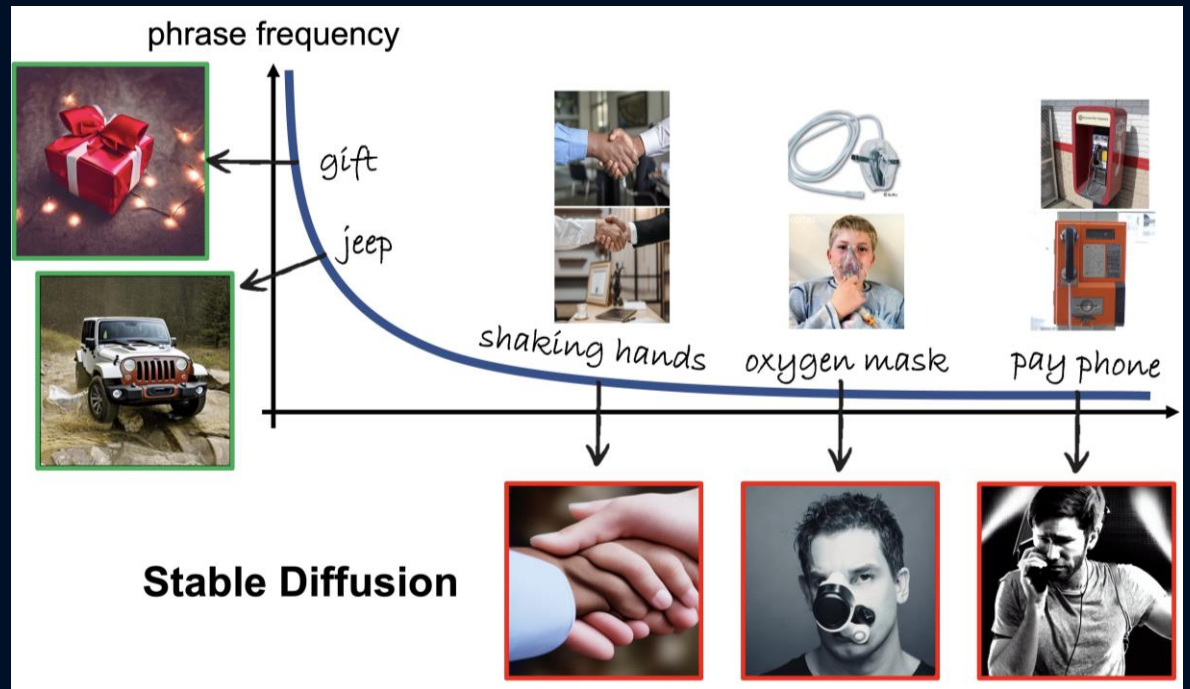 phrase frequency
gift
jeep
shaking hands
oxygen mask
pay phone
Stable Diffusion